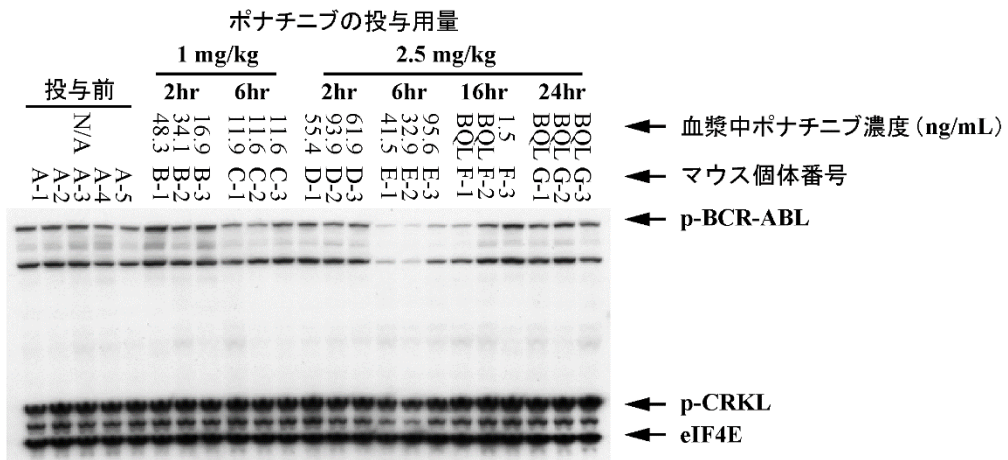 ポナチニブの投与用量
1 mg/kg 2.5 mg/kg
投与前 2hr 6hr 2hr 6hr 16hr 24hr
N/A 48.3 34.1 16.9 11.9 11.6 11.6 55.4 93.9 61.9 41.5 32.9 95.6 BQL BQL 1.5 BQL BQL BQL 血漿中ポナチニブ濃度(ng/mL)
A-1 A-2 A-3 A-4 A-5 B-1 B-2 B-3 C-1 C-2 C-3 D-1 D-2 D-3 E-1 E-2 E-3 F-1 F-2 F-3 G-1 G-2 G-3 マウス個体番号
p-BCR-ABL
p-CRKL
eIF4E